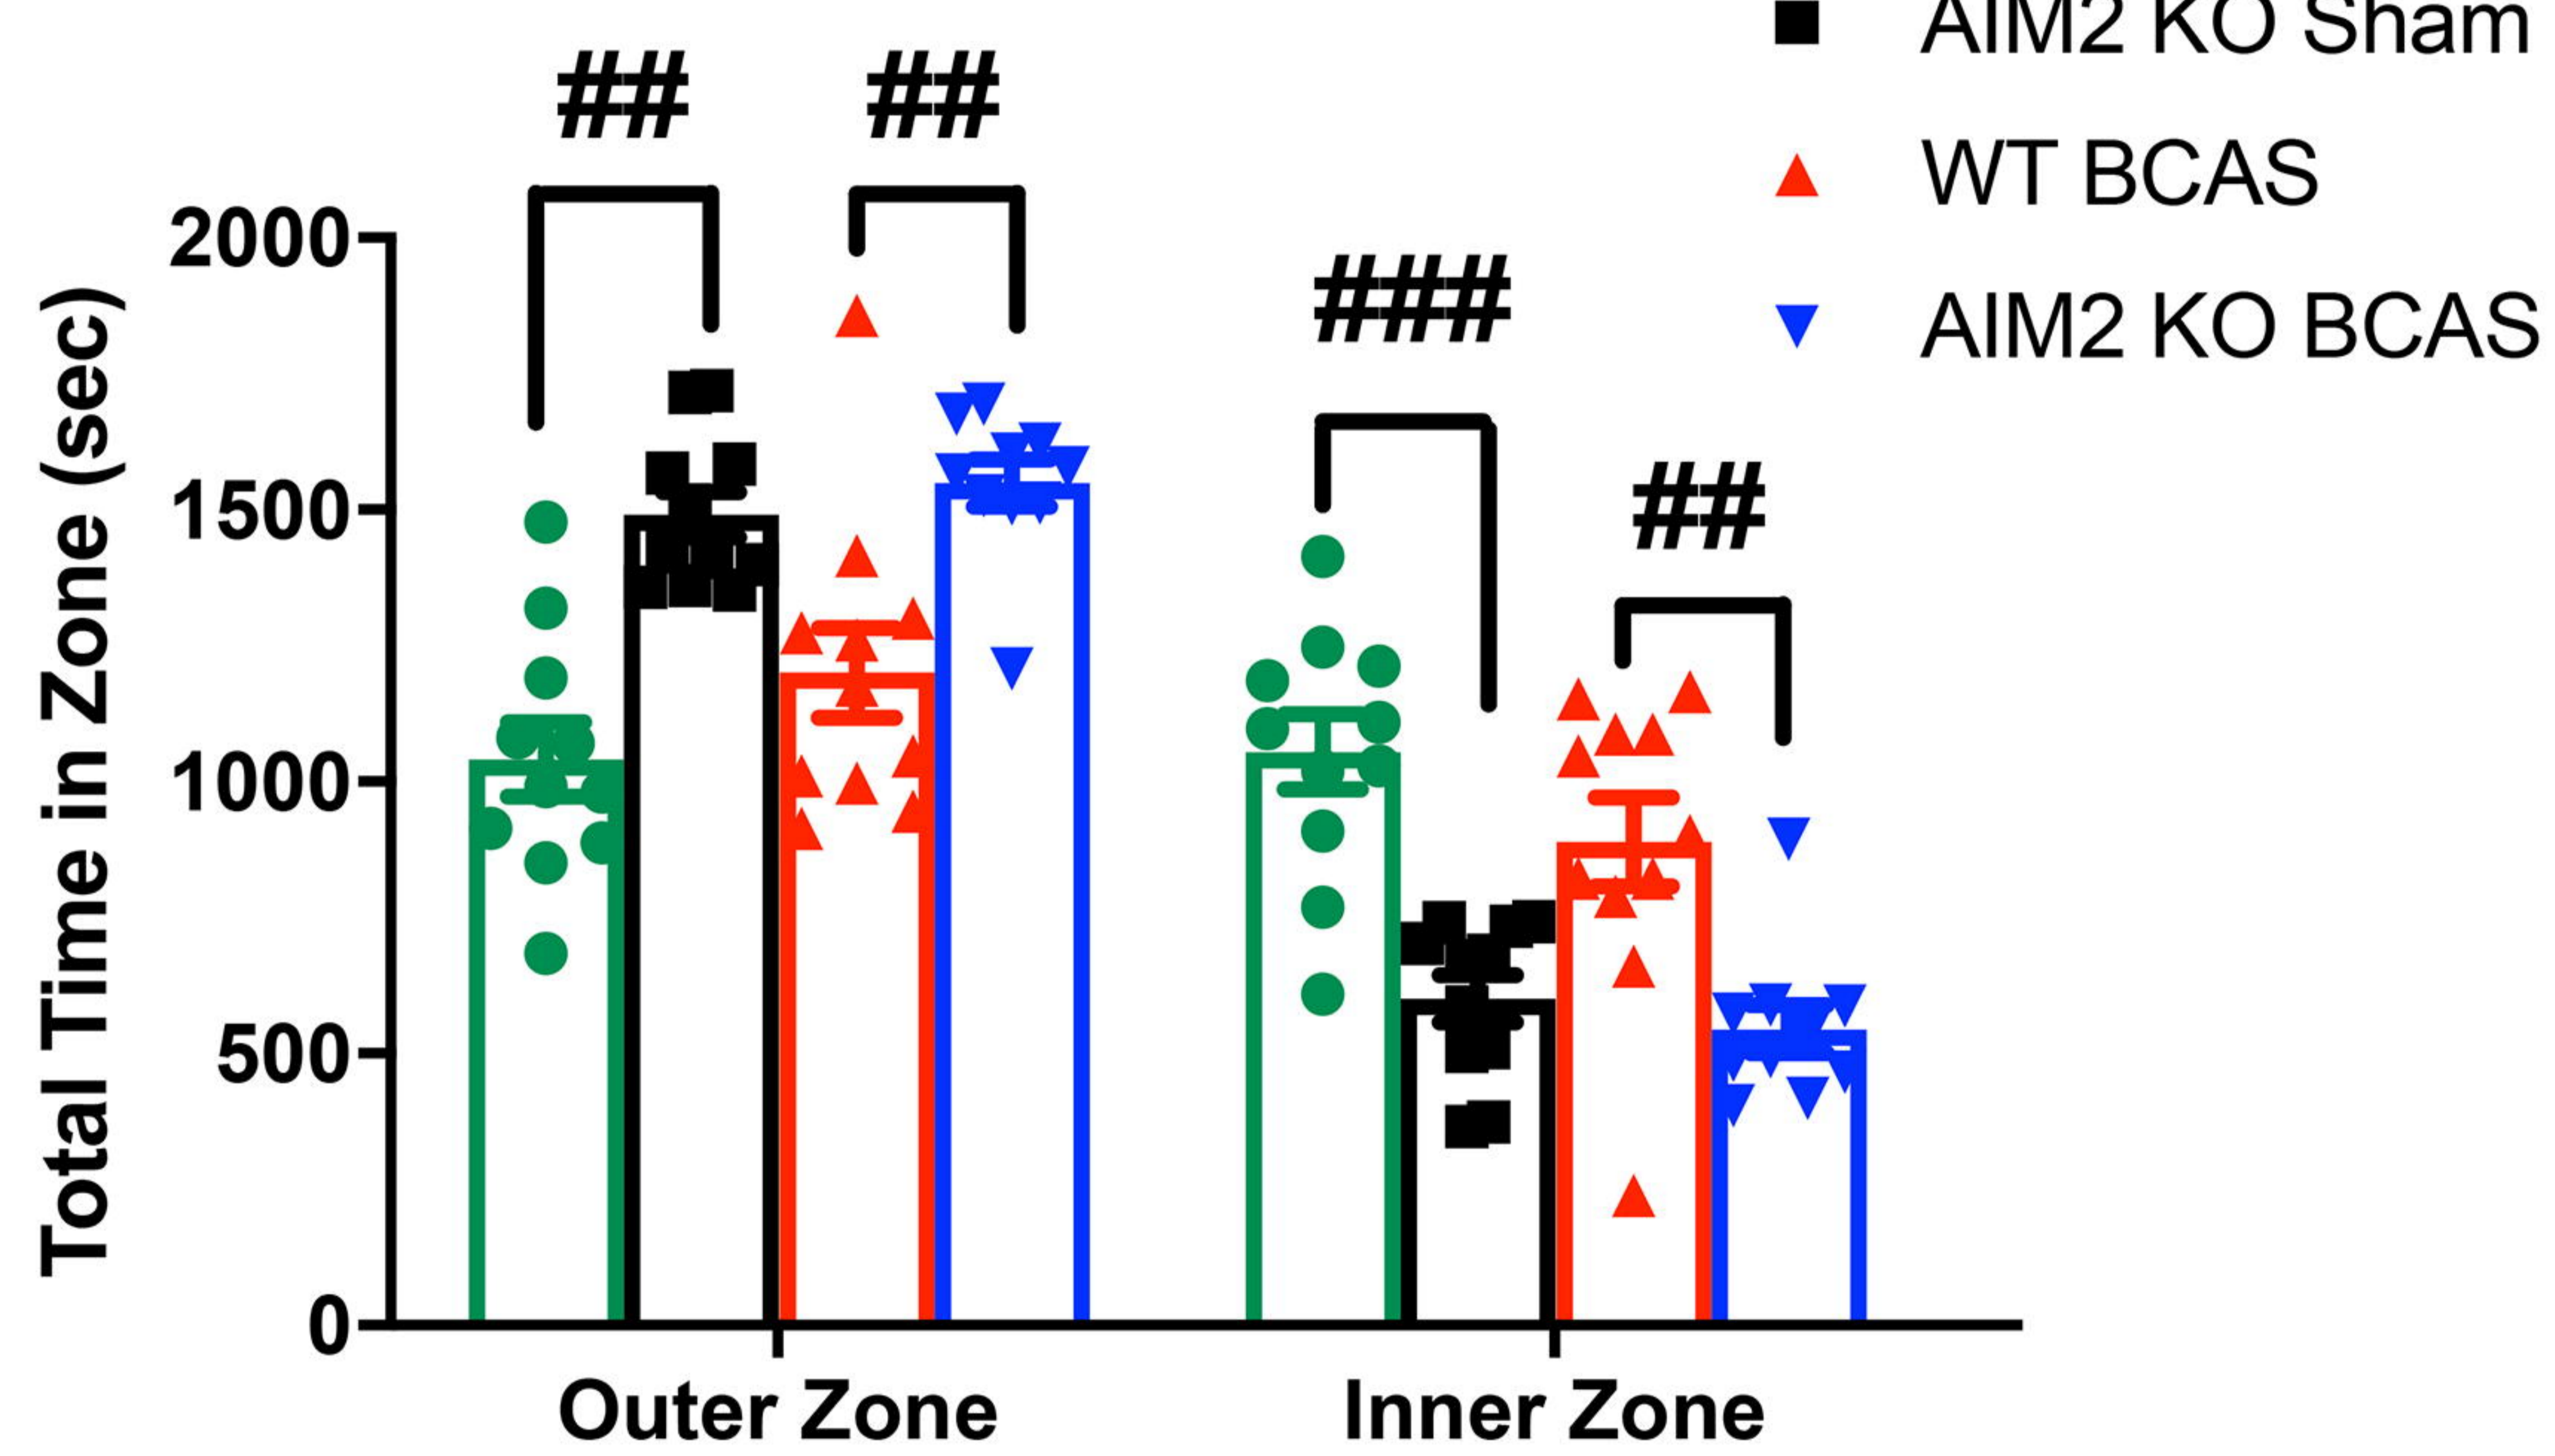 AIM2 KO Sham
WT BCAS
AIM2 KO BCAS
## ##
###
##
Total Time in Zone (sec)
2000
1500
1000
500
0
Outer Zone Inner Zone